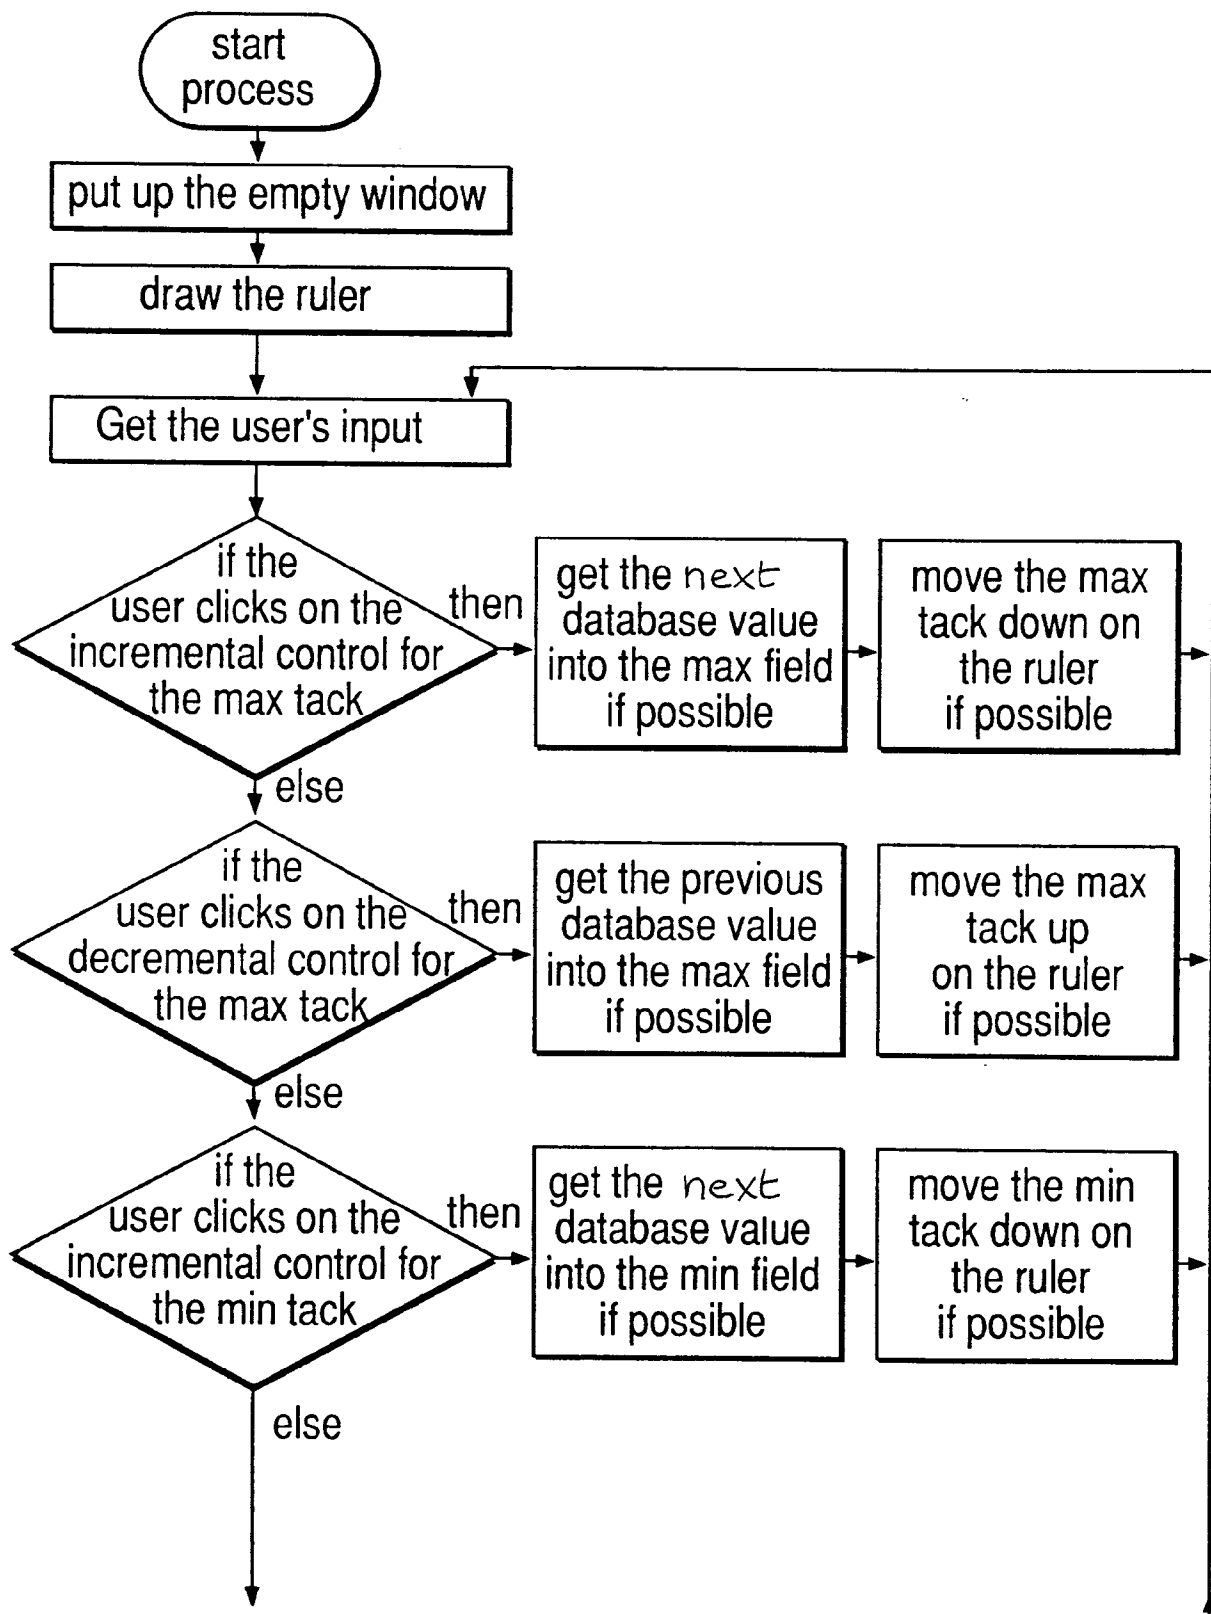 start
process
put up the empty window
draw the ruler
Get the user's input
if the
user clicks on the
incremental control for
the max tack
then
get the next
database value
into the max field
if possible
move the max
tack down on
the ruler
if possible
else
if the
user clicks on the
decremental control for
the max tack
then
get the previous
database value
into the max field
if possible
move the max
tack up
on the ruler
if possible
else
if the
user clicks on the
incremental control for
the min tack
then
get the next
database value
into the min field
if possible
move the min
tack down on
the ruler
if possible
else